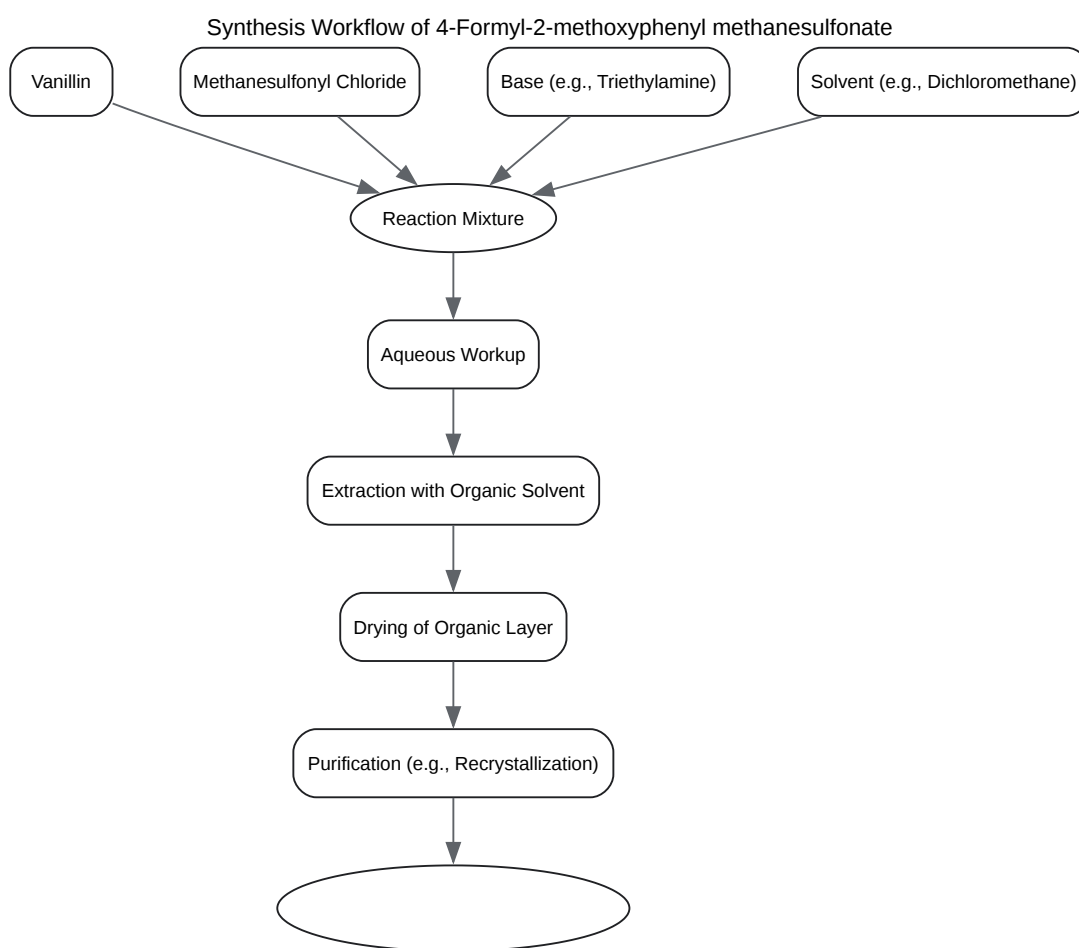 Synthesis Workflow of 4-Formyl-2-methoxyphenyl methanesulfonate
Vanillin
Methanesulfonyl Chloride
Base (e.g., Triethylamine)
Solvent (e.g., Dichloromethane)
Reaction Mixture
Aqueous Workup
Extraction with Organic Solvent
Drying of Organic Layer
Purification (e.g., Recrystallization)